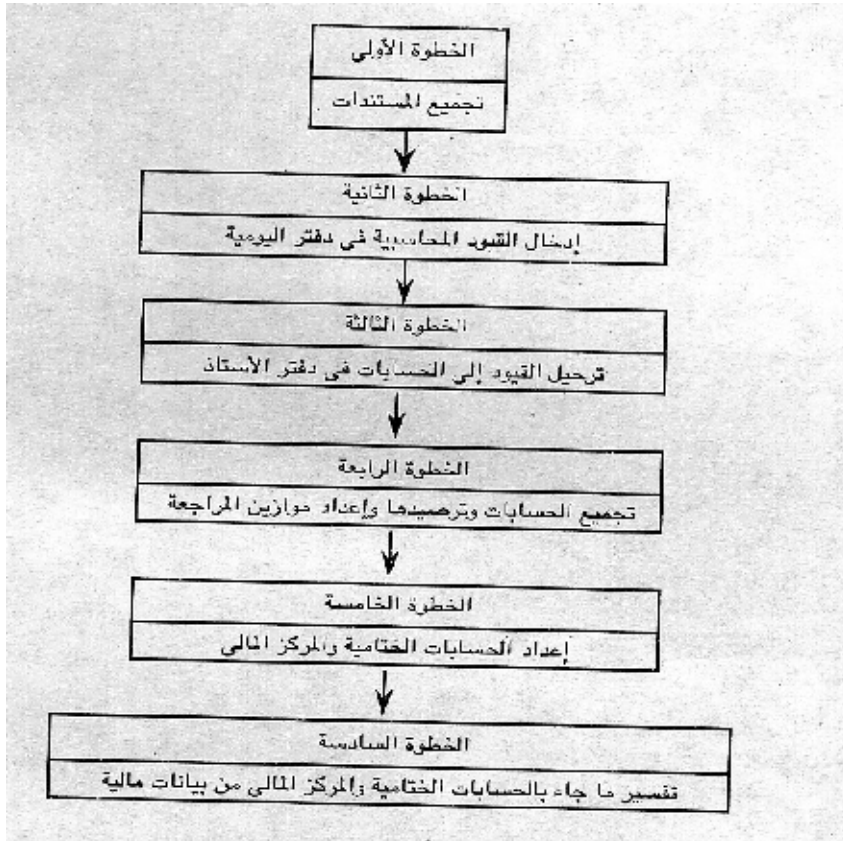 الخطوة الأولى
تجميع المستندات
الخطوة الثانية
إدخال القيود المحاسبية فى دفتر اليومية
الخطوة الثالثة
ترحيل القيود إلى الحسابات فى دفتر الأستاذ
الخطوة الرابعة
تجميع الحسابات وترصيدها وإعداد موازين المراجعة
الخطوة الخامسة
إعداد الحسابات الختامية والمركز المالى
الخطوة السادسة
تفسير ما جاء بالحسابات الختامية والمركز المالى من بيانات مالية